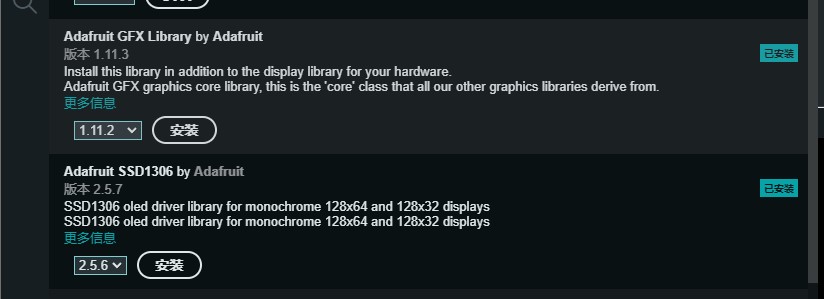 Adafruit GFX Library by Adafruit
版本 1.11.3
已安装
Install this library in addition to the display library for your hardware.
Adafruit GFX graphics core library, this is the 'core' class that all our other graphics libraries derive from.
更多信息
1.11.2 安装
Adafruit SSD1306 by Adafruit
版本 2.5.7
已安装
SSD1306 oled driver library for monochrome 128x64 and 128x32 displays
SSD1306 oled driver library for monochrome 128x64 and 128x32 displays
更多信息
2.5.6 安装